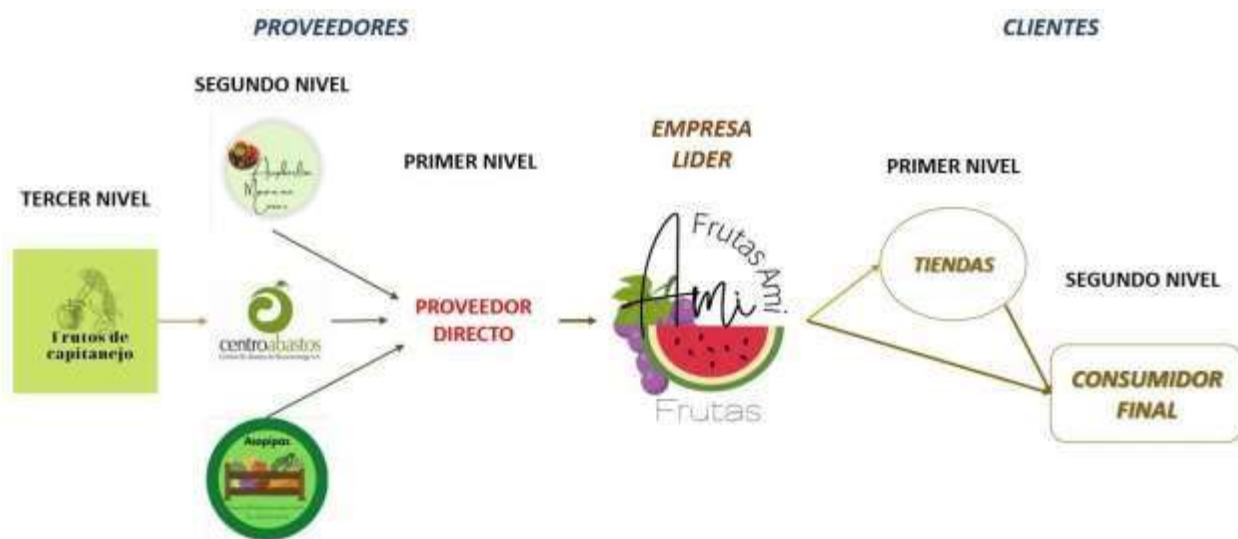 PROVEEDORES
CLIENTES
SEGUNDO NIVEL
EMPRESA
LIDER
PRIMER NIVEL
PRIMER NIVEL
TERCER NIVEL
Frutas Ami
Ami
TIENDAS
SEGUNDO NIVEL
Frutos de
capitanejo
centroabastos
PROVEEDOR
DIRECTO
CONSUMIDOR
FINAL
Frutas
Asopipas